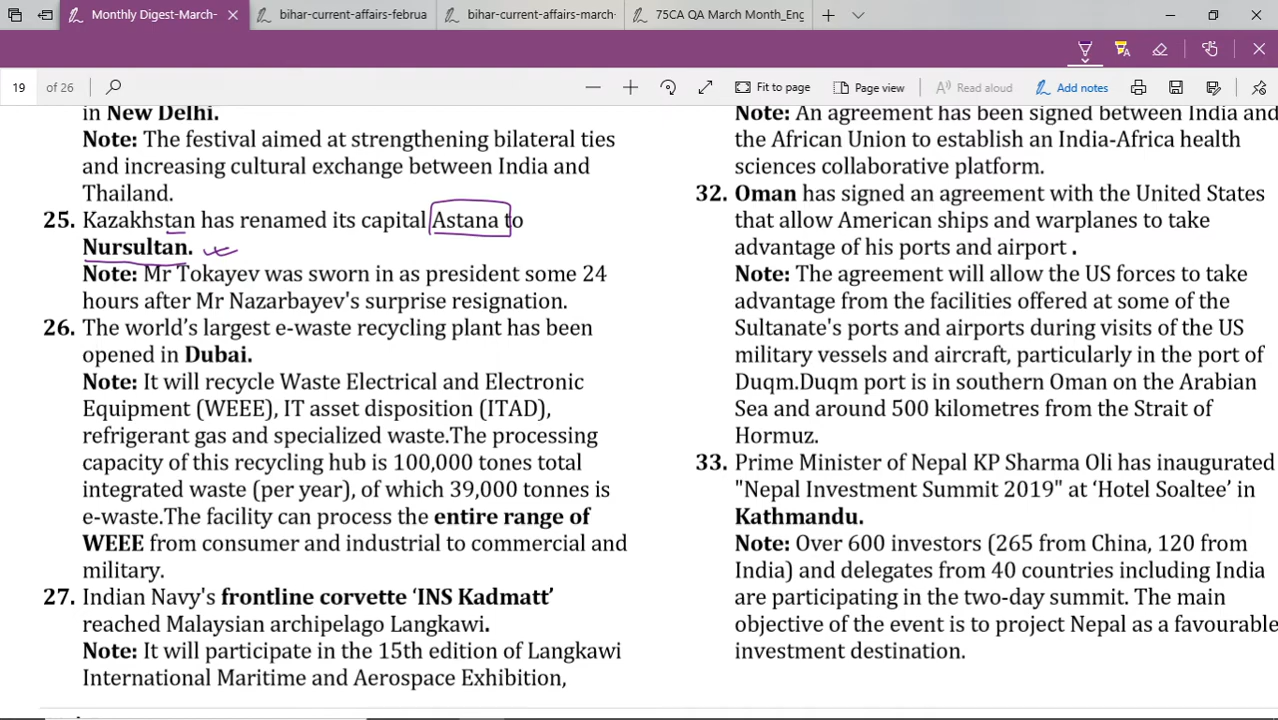 Monthly Digest-March-
bihar-current-affairs-februa
bihar-current-affairs-march-
75CA QA March Month_Eng
19 of 26
Fit to page
Page view
Read aloud
Add notes
in New Delhi.
Note: The festival aimed at strengthening bilateral ties
and increasing cultural exchange between India and
Thailand.
25. Kazakhstan has renamed its capital Astana to
Nursultan.
Note: Mr Tokayev was sworn in as president some 24
hours after Mr Nazarbayev's surprise resignation.
26. The world’s largest e-waste recycling plant has been
opened in Dubai.
Note: It will recycle Waste Electrical and Electronic
Equipment (WEEE), IT asset disposition (ITAD),
refrigerant gas and specialized waste.The processing
capacity of this recycling hub is 100,000 tones total
integrated waste (per year), of which 39,000 tonnes is
e-waste.The facility can process the entire range of
WEEE from consumer and industrial to commercial and
military.
27. Indian Navy's frontline corvette ‘INS Kadmatt’
reached Malaysian archipelago Langkawi.
Note: It will participate in the 15th edition of Langkawi
International Maritime and Aerospace Exhibition,
Note: An agreement has been signed between India and
the African Union to establish an India-Africa health
sciences collaborative platform.
32. Oman has signed an agreement with the United States
that allow American ships and warplanes to take
advantage of his ports and airport .
Note: The agreement will allow the US forces to take
advantage from the facilities offered at some of the
Sultanate's ports and airports during visits of the US
military vessels and aircraft, particularly in the port of
Duqm.Duqm port is in southern Oman on the Arabian
Sea and around 500 kilometres from the Strait of
Hormuz.
33. Prime Minister of Nepal KP Sharma Oli has inaugurated
"Nepal Investment Summit 2019" at ‘Hotel Soaltee’ in
Kathmandu.
Note: Over 600 investors (265 from China, 120 from
India) and delegates from 40 countries including India
are participating in the two-day summit. The main
objective of the event is to project Nepal as a favourable
investment destination.